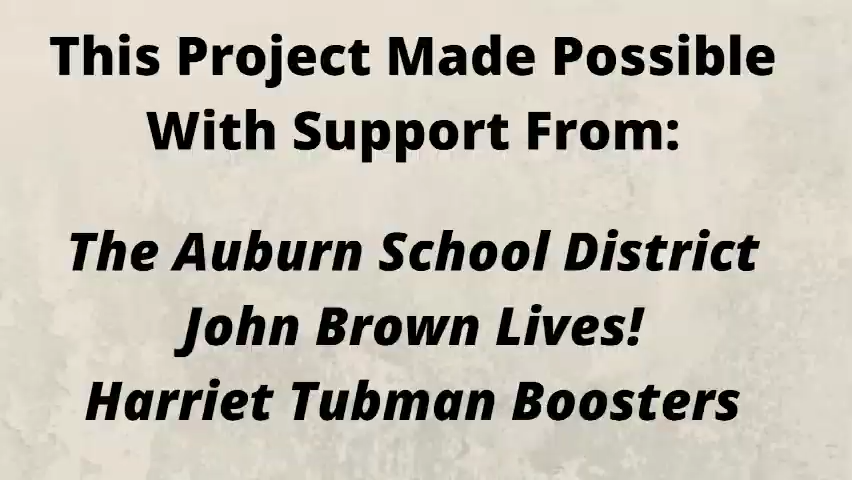 This Project Made Possible
With Support From:
The Auburn School District
John Brown Lives!
Harriet Tubman Boosters